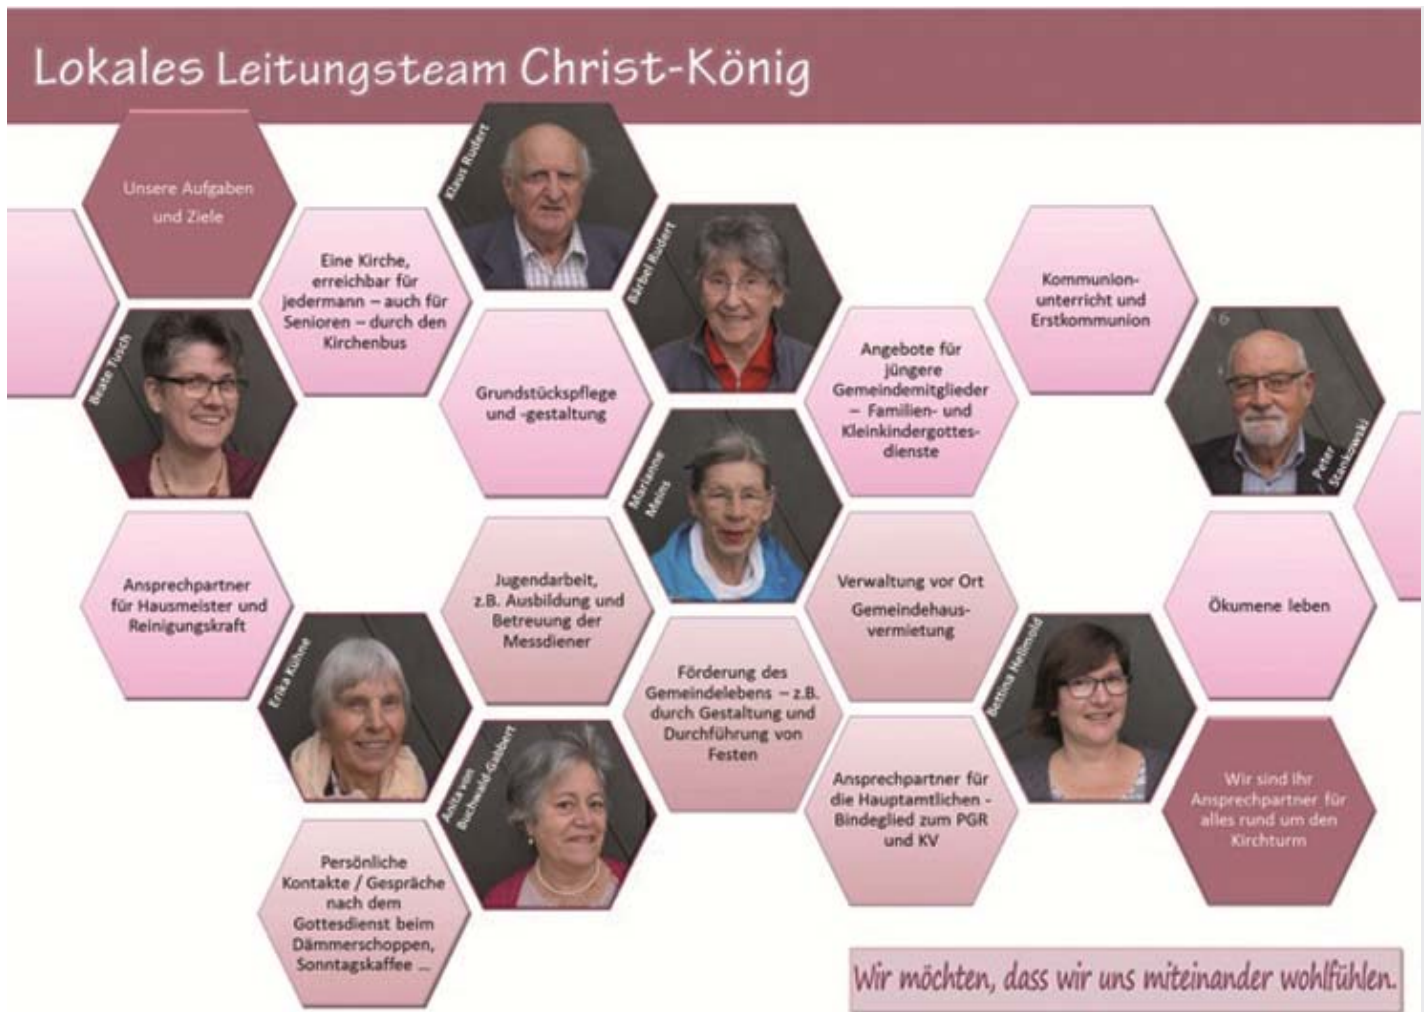 Lokales Leitungsteam Christ-König
Unsere Aufgaben
und Ziele
Eine Kirche,
erreichbar für
jedermann – auch für
Senioren – durch den
Kirchenbus
Klaus Rudert
Bärbel Rudert
Kommunion-
unterricht und
Erstkommunion
Beate Tusch
Grundstückspflege
und -gestaltung
Angebote für
jüngere
Gemeindemitglieder
– Familien- und
Kleinkindergottes-
dienste
Peter
Stankowski
Marianne
Meins
Ansprechpartner
für Hausmeister und
Reinigungskraft
Jugendarbeit,
z.B. Ausbildung und
Betreuung der
Messdiener
Verwaltung vor Ort
Gemeindehaus-
vermietung
Ökumene leben
Erika Kühne
Förderung des
Gemeindelebens – z.B.
durch Gestaltung und
Durchführung von
Festen
Bettina Hellmold
Anita von
Buchwald-Gabbert
Ansprechpartner für
die Hauptamtlichen -
Bindeglied zum PGR
und KV
Wir sind Ihr
Ansprechpartner für
alles rund um den
Kirchturm
Persönliche
Kontakte / Gespräche
nach dem
Gottesdienst beim
Dämmerschoppen,
Sonntagskaffee ...
Wir möchten, dass wir uns miteinander wohlfühlen.